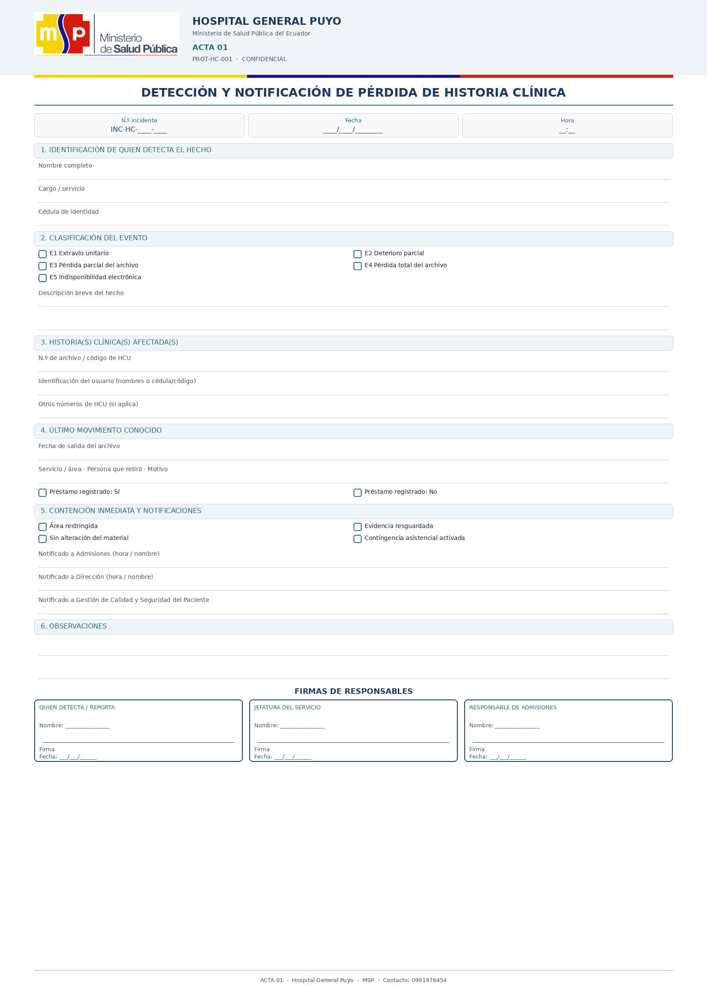 msp
Ministerio
de Salud Pública
HOSPITAL GENERAL PUYO
Ministerio de Salud Pública del Ecuador
ACTA 01
PROT-HC-001 · CONFIDENCIAL
DETECCIÓN Y NOTIFICACIÓN DE PÉRDIDA DE HISTORIA CLÍNICA
N.º incidente
INC-HC-____-____
Fecha
____/____/________
Hora
__:__
1. IDENTIFICACIÓN DE QUIEN DETECTA EL HECHO
Nombre completo
Cargo / servicio
Cédula de identidad
2. CLASIFICACIÓN DEL EVENTO
E1 Extravío unitario
E2 Deterioro parcial
E3 Pérdida parcial del archivo
E4 Pérdida total del archivo
E5 Indisponibilidad electrónica
Descripción breve del hecho
3. HISTORIA(S) CLÍNICA(S) AFECTADA(S)
N.º de archivo / código de HCU
Identificación del usuario (nombres o cédula/código)
Otros números de HCU (si aplica)
4. ÚLTIMO MOVIMIENTO CONOCIDO
Fecha de salida del archivo
Servicio / área · Persona que retiró · Motivo
Préstamo registrado: Sí
Préstamo registrado: No
5. CONTENCIÓN INMEDIATA Y NOTIFICACIONES
Área restringida
Evidencia resguardada
Sin alteración del material
Contingencia asistencial activada
Notificado a Admisiones (hora / nombre)
Notificado a Dirección (hora / nombre)
Notificado a Gestión de Calidad y Seguridad del Paciente
6. OBSERVACIONES
FIRMAS DE RESPONSABLES
QUIEN DETECTA / REPORTA
Nombre: ________________
Firma
Fecha: ___/___/______
JEFATURA DEL SERVICIO
Nombre: ________________
Firma
Fecha: ___/___/______
RESPONSABLE DE ADMISIONES
Nombre: ________________
Firma
Fecha: ___/___/______
ACTA 01 · Hospital General Puyo · MSP · Contacto: 0991976454